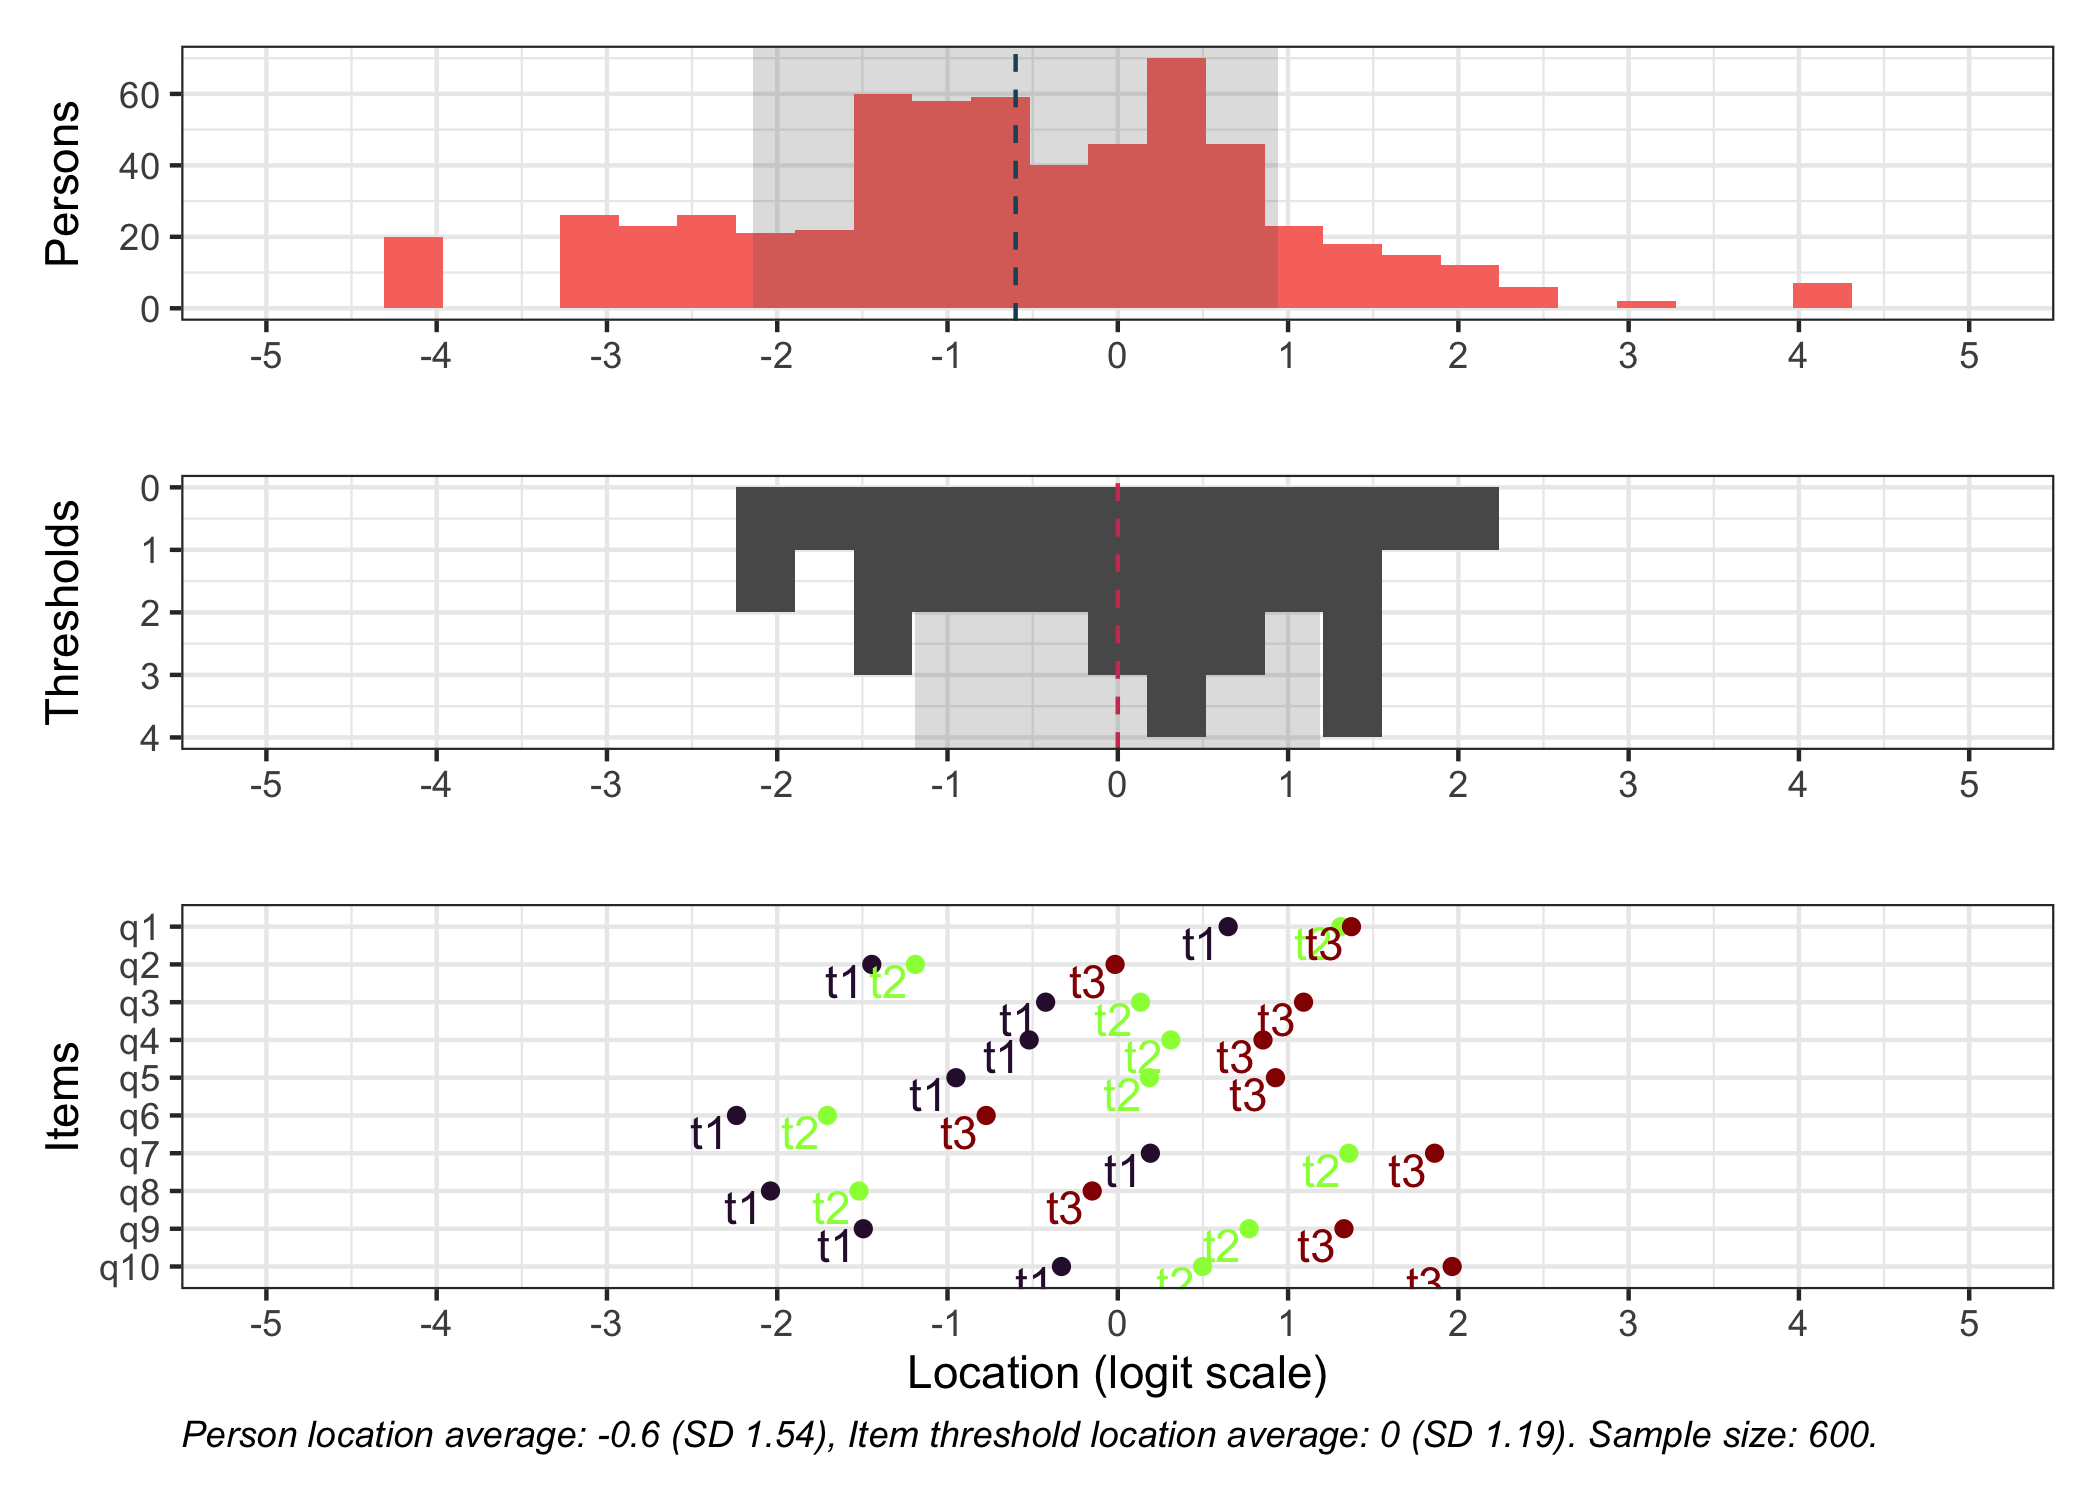 Persons
60
40
20
0
-5 -4 -3 -2 -1 0 1 2 3 4 5
Thresholds
0
1
2
3
4
-5 -4 -3 -2 -1 0 1 2 3 4 5
Items
q1 t1 t2 t3
q2 t1 t2 t3
q3 t1 t2 t3
q4 t1 t2 t3
q5 t1 t2 t3
q6 t1 t2 t3
q7 t1 t2 t3
q8 t1 t2 t3
q9 t1 t2 t3
q10 t1 t2 t3
-5 -4 -3 -2 -1 0 1 2 3 4 5
Location (logit scale)
Person location average: -0.6 (SD 1.54), Item threshold location average: 0 (SD 1.19). Sample size: 600.